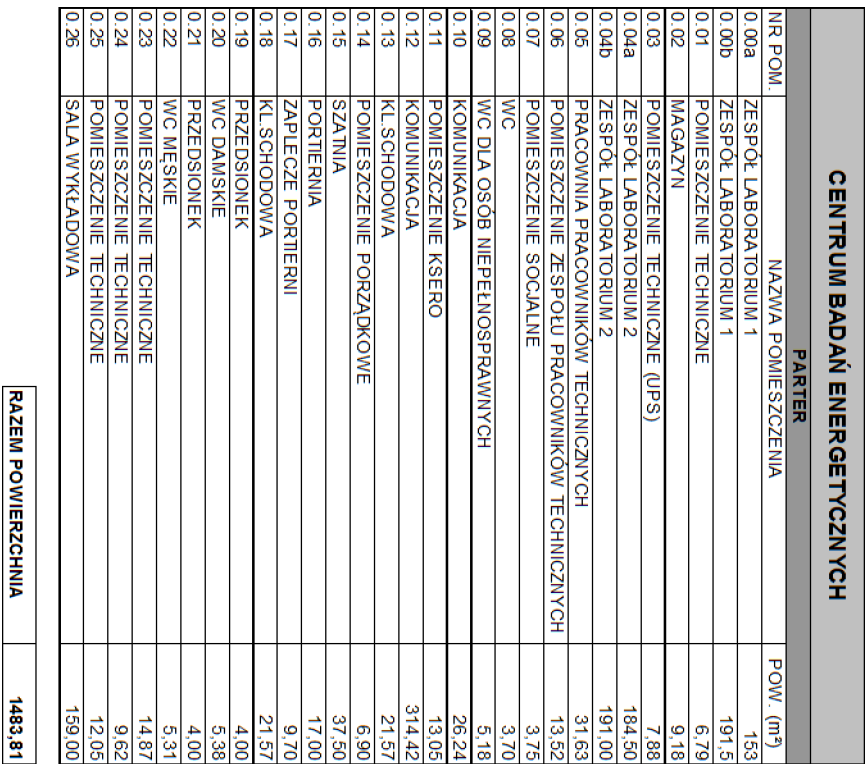 CENTRUM BADAŃ ENERGETYCZNYCH
PARTER
NR POM. NAZWA POMIESZCZENIA POW. (m²)
0.00a ZESPÓŁ LABORATORIUM 1 153
0.00b ZESPÓŁ LABORATORIUM 1 191,5
0.01 POMIESZCZENIE TECHNICZNE 6,79
0.02 MAGAZYN 9,18
0.03 POMIESZCZENIE TECHNICZNE (UPS) 7,88
0.04a ZESPÓŁ LABORATORIUM 2 184,50
0.04b ZESPÓŁ LABORATORIUM 2 191,00
0.05 PRACOWNIA PRACOWNIKÓW TECHNICZNYCH 31,63
0.06 POMIESZCZENIE ZESPOŁU PRACOWNIKÓW TECHNICZNYCH 13,52
0.07 POMIESZCZENIE SOCJALNE 3,75
0.08 WC 3,70
0.09 WC DLA OSÓB NIEPEŁNOSPRAWNYCH 5,18
0.10 KOMUNIKACJA 26,24
0.11 POMIESZCZENIE KSERO 13,05
0.12 KOMUNIKACJA 314,42
0.13 KL.SCHODOWA 21,57
0.14 POMIESZCZENIE PORZĄDKOWE 6,90
0.15 SZATNIA 37,50
0.16 PORTIERNIA 17,00
0.17 ZAPLECZE PORTIERNI 9,70
0.18 KL.SCHODOWA 21,57
0.19 PRZEDSIONEK 4,00
0.20 WC DAMSKIE 5,38
0.21 PRZEDSIONEK 4,00
0.22 WC MĘSKIE 5,31
0.23 POMIESZCZENIE TECHNICZNE 14,87
0.24 POMIESZCZENIE TECHNICZNE 9,62
0.25 POMIESZCZENIE TECHNICZNE 12,05
0.26 SALA WYKŁADOWA 159,00
RAZEM POWIERZCHNIA 1483,81